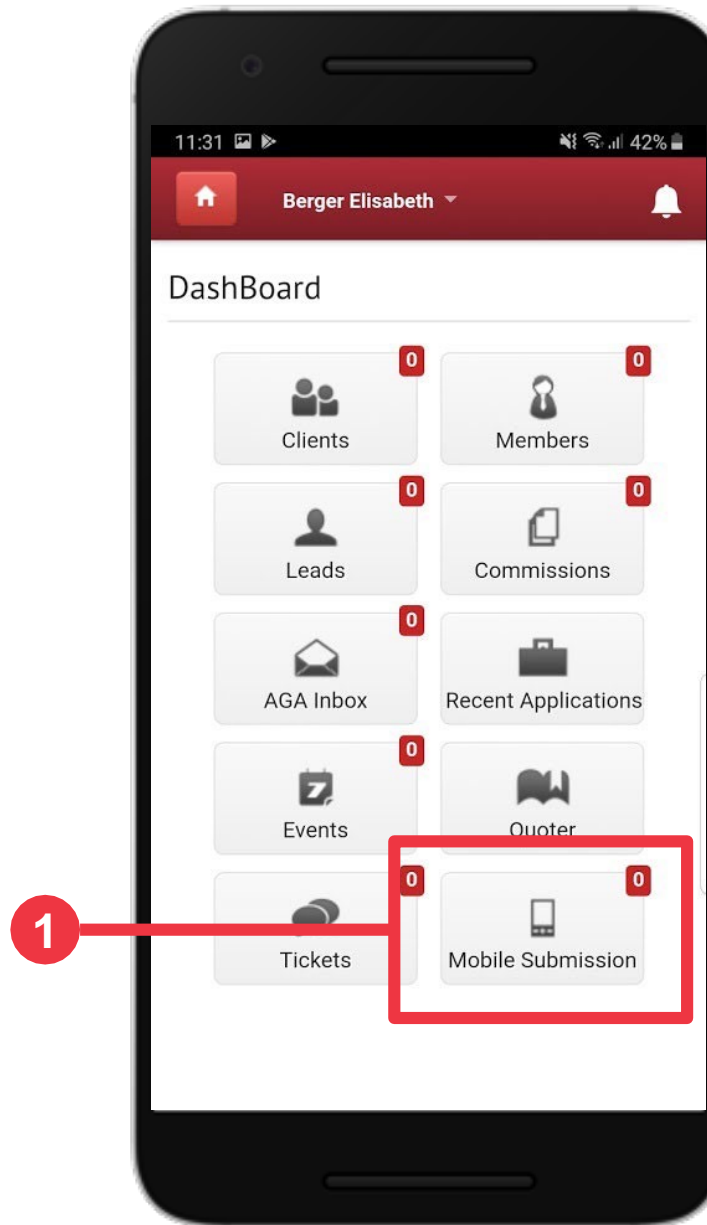 11:31 42%
Berger Elisabeth
DashBoard
0 0
Clients Members
0 0
Leads Commissions
0
AGA Inbox Recent Applications
0
7
Events Quoter
0 0
1
Tickets Mobile Submission